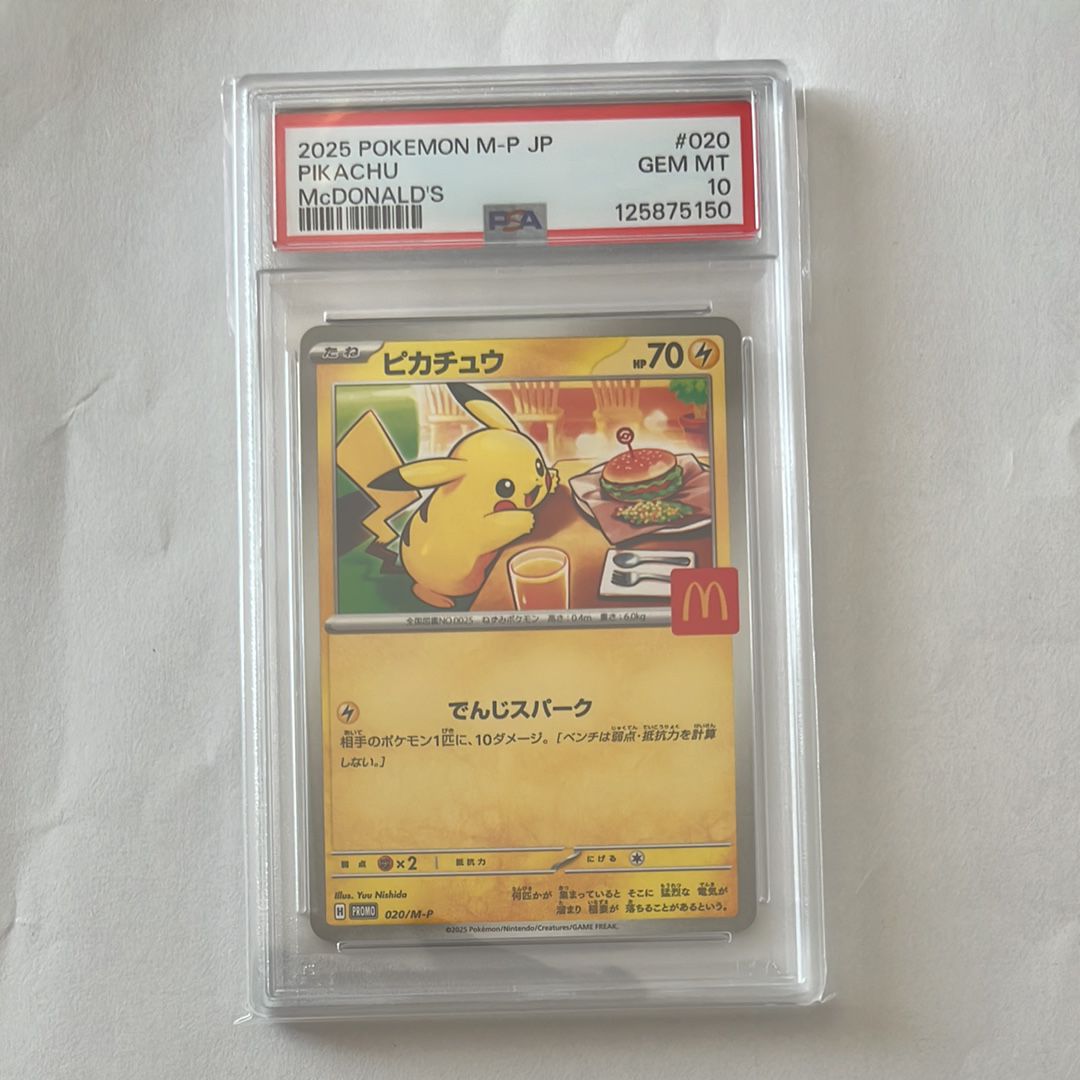 2025 POKEMON M-P JP #020
PIKACHU GEM MT
McDONALD'S 10
PSA 125875150
たね ピカチュウ HP70
全国図鑑NO.0025 ねずみポケモン 高さ:0.4m 重さ:6.0kg
でんじスパーク
相手のポケモン1匹に、10ダメージ。[ベンチは弱点・抵抗力を計算
しない。]
弱点 ×2 抵抗力 にげる
Illus. Yuu Nishida
何匹かが 集まっていると そこに 猛烈な 電気が
溜まり 稲妻が 落ちることがあるという。
H PROMO 020/M-P
©2025 Pokémon/Nintendo/Creatures/GAME FREAK.